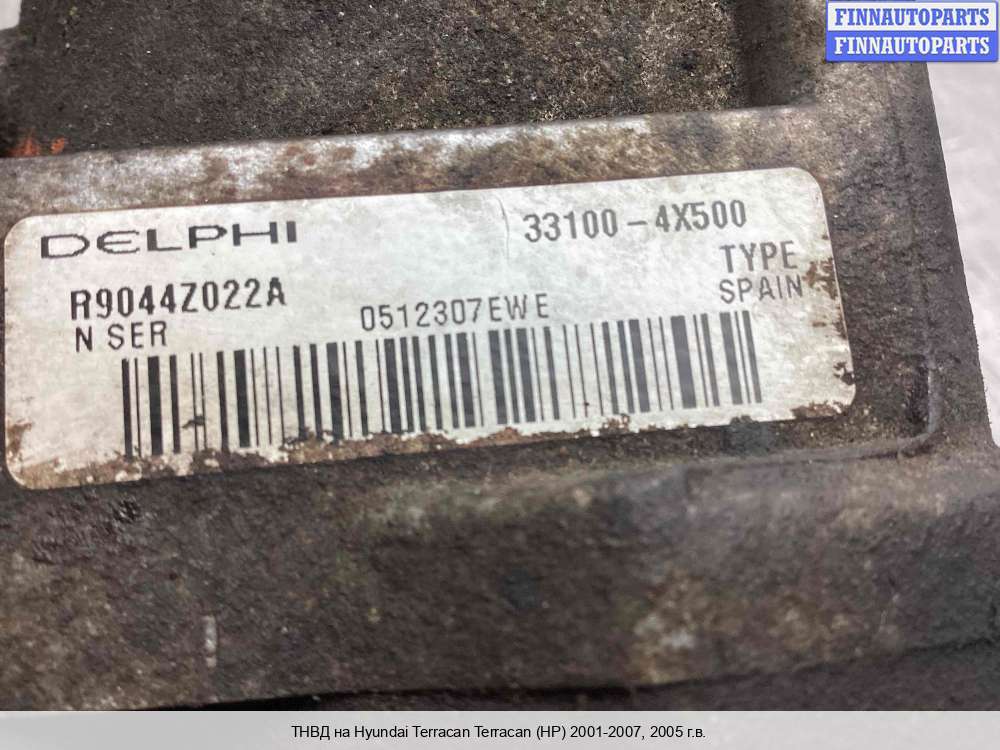 FINNAUTOPARTS
FINNAUTOPARTS
DELPHI
33100-4X500
TYPE
R9044Z022A
SPAIN
N SER
0512307EWE
ТНВД на Hyundai Terracan Terracan (HP) 2001-2007, 2005 г.в.